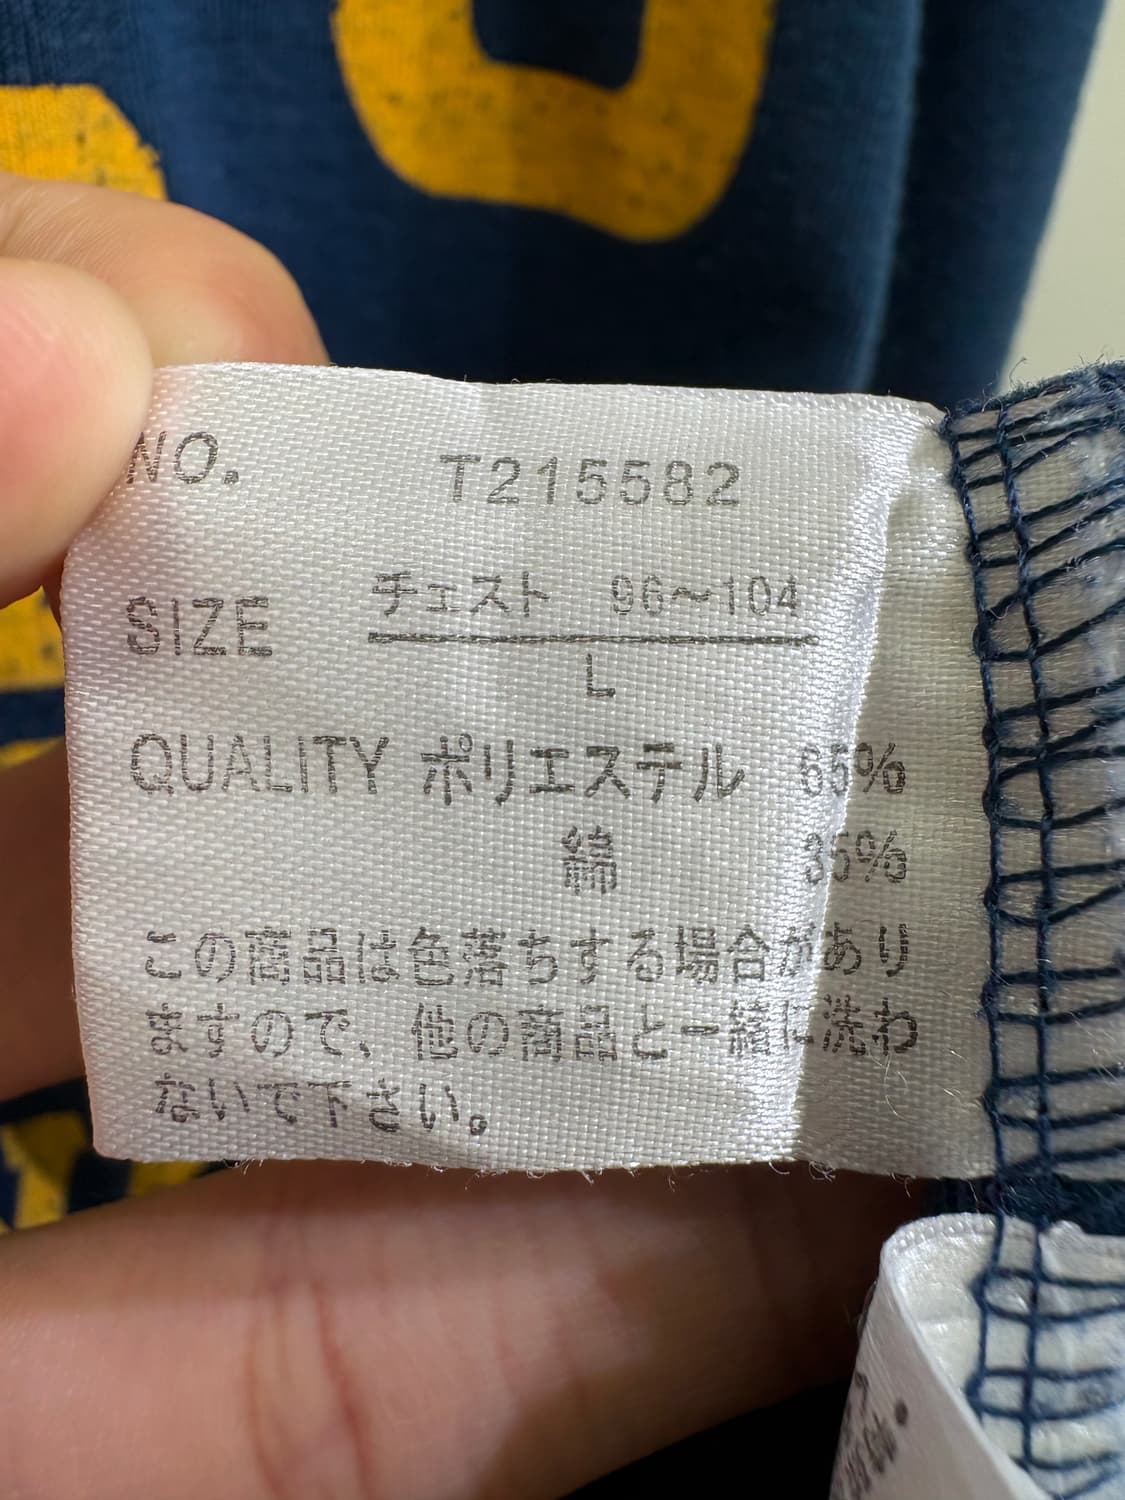 NO. T215582
SIZE チェスト 96〜104
L
QUALITY ポリエステル 65%
綿 35%
この商品は色落ちする場合があり
ますので、他の商品と一緒に漬込
ないで下さい。